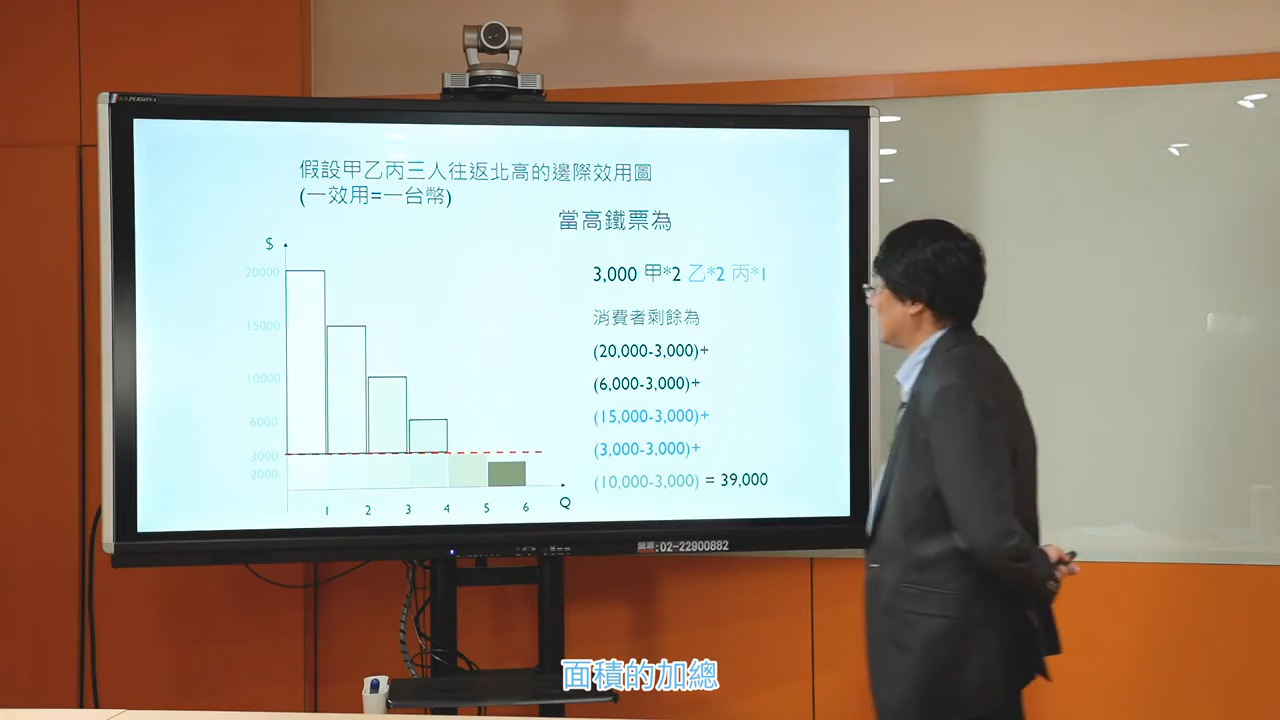 PERSONA
假設甲乙丙三人往返北高的邊際效用圖
(一效用=一台幣)
當高鐵票為
$
20000
15000
10000
6000
3000
2000
1
2
3
4
5
6
Q
3,000 甲*2 乙*2 丙*1
消費者剩餘為
(20,000-3,000)+
(6,000-3,000)+
(15,000-3,000)+
(3,000-3,000)+
(10,000-3,000) = 39,000
:02-22900882
面積的加總